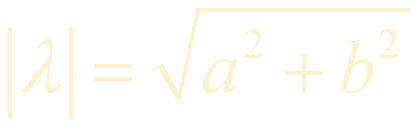 |λ| = √(a² + b²)